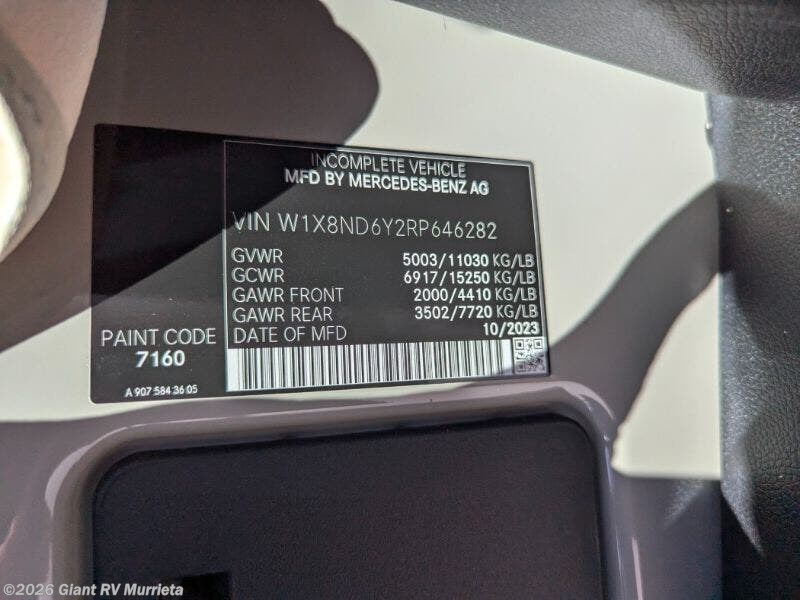 INCOMPLETE VEHICLE
MFD BY MERCEDES-BENZ AG
VIN W1X8ND6Y2RP646282
GVWR 5003/11030 KG/LB
GCWR 6917/15250 KG/LB
GAWR FRONT 2000/4410 KG/LB
GAWR REAR 3502/7720 KG/LB
DATE OF MFD 10/2023
PAINT CODE
7160
A 907 584 36 05
©2026 Giant RV Murrieta